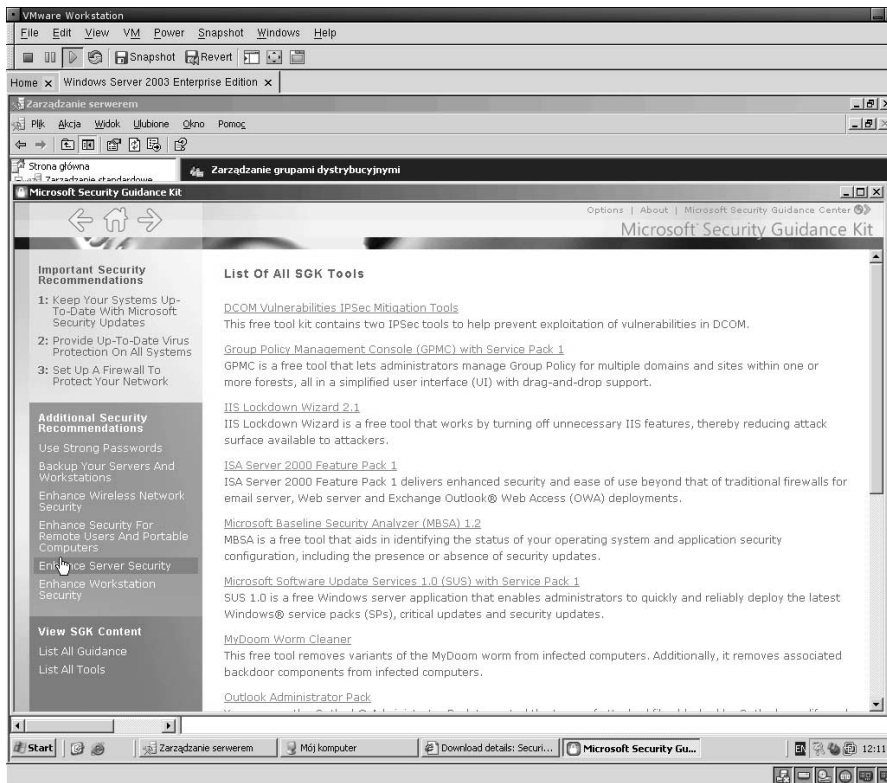 VMware Workstation
File Edit View VM Power Snapshot Windows Help
Snapshot Revert
Home x Windows Server 2003 Enterprise Edition x
Zarządzanie serwerem
Plik Akcja Widok Ulubione Okno Pomoc
Strona główna
Zarządzanie standardowe
Zarządzanie grupami dystrybucyjnymi
Microsoft Security Guidance Kit
Options | About | Microsoft Security Guidance Center
Microsoft Security Guidance Kit
Important Security
Recommendations
1: Keep Your Systems Up-
To-Date With Microsoft
Security Updates
2: Provide Up-To-Date Virus
Protection On All Systems
3: Set Up A Firewall To
Protect Your Network
Additional Security
Recommendations
Use Strong Passwords
Backup Your Servers And
Workstations
Enhance Wireless Network
Security
Enhance Security For
Remote Users And Portable
Computers
Enhance Server Security
Enhance Workstation
Security
View SGK Content
List All Guidance
List All Tools
List Of All SGK Tools
DCOM Vulnerabilities IPSec Mitigation Tools
This free tool kit contains two IPSec tools to help prevent exploitation of vulnerabilities in DCOM.
Group Policy Management Console (GPMC) with Service Pack 1
GPMC is a free tool that lets administrators manage Group Policy for multiple domains and sites within one or
more forests, all in a simplified user interface (UI) with drag-and-drop support.
IIS Lockdown Wizard 2.1
IIS Lockdown Wizard is a free tool that works by turning off unnecessary IIS features, thereby reducing attack
surface available to attackers.
ISA Server 2000 Feature Pack 1
ISA Server 2000 Feature Pack 1 delivers enhanced security and ease of use beyond that of traditional firewalls for
email server, Web server and Exchange Outlook® Web Access (OWA) deployments.
Microsoft Baseline Security Analyzer (MBSA) 1.2
MBSA is a free tool that aids in identifying the status of your operating system and application security
configuration, including the presence or absence of security updates.
Microsoft Software Update Services 1.0 (SUS) with Service Pack 1
SUS 1.0 is a free Windows server application that enables administrators to quickly and reliably deploy the latest
Windows® service packs (SPs), critical updates and security updates.
MyDoom Worm Cleaner
This free tool removes variants of the MyDoom worm from infected computers. Additionally, it removes associated
backdoor components from infected computers.
Outlook Administrator Pack
Start Zarządzanie serwerem Mój komputer Download details: Securi... Microsoft Security Gu... EN 12:11